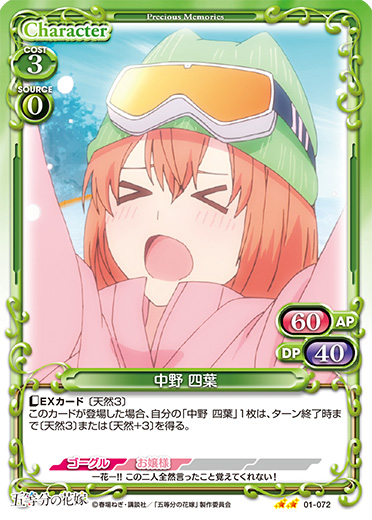 Precious Memories
Character
COST
3
SOURCE
0
60 AP
DP 40
中野 四葉
EXカード 〔天然3〕
このカードが登場した場合、自分の「中野 四葉」1枚は、ターン終了時まで〔天然3〕または〔天然+3〕を得る。
ゴーグル お嬢様
一花ー!! この二人全然言ったこと覚えてくれない!
五等分の花嫁
01-072
©春場ねぎ・講談社/「五等分の花嫁」製作委員会